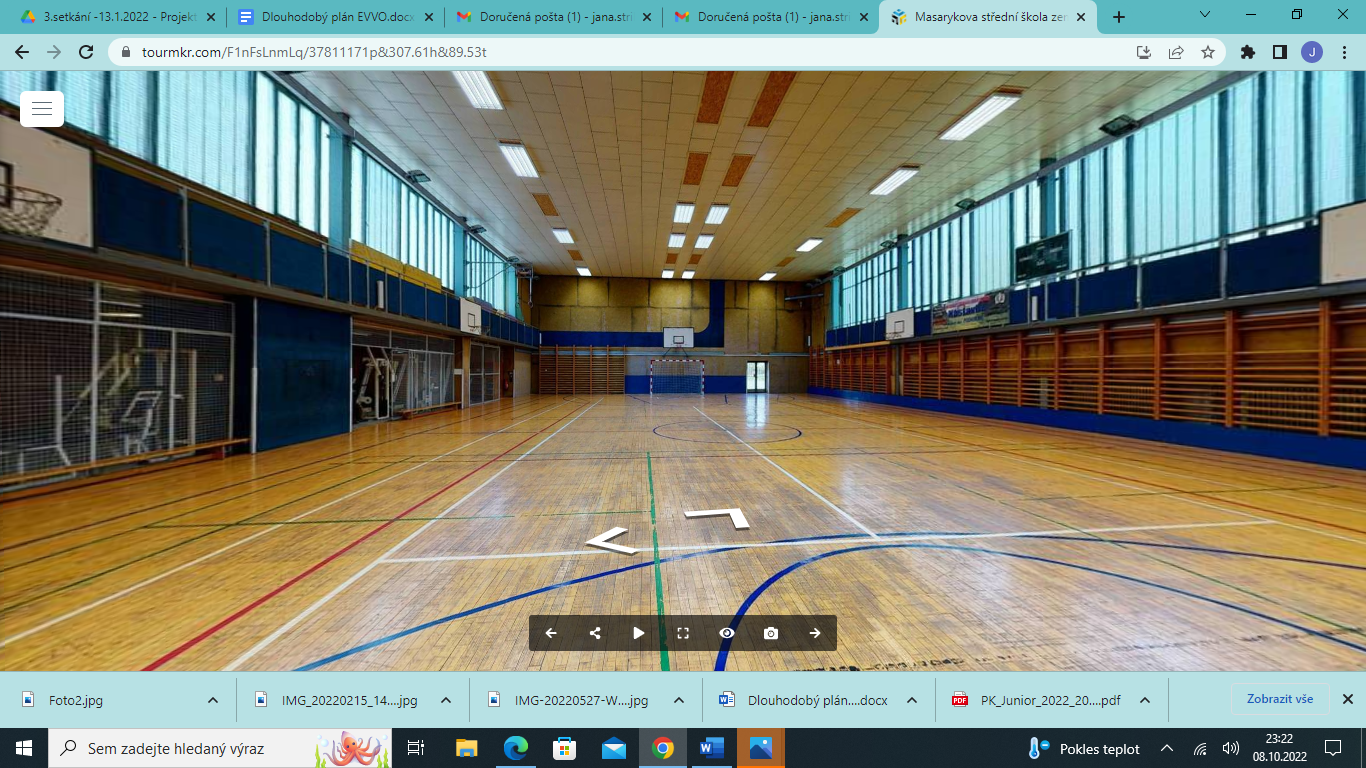 3.setkání -13.1.2022 - Projekt
Dlouhodobý plán EVVO.docx
Doručená pošta (1) - jana.stri
Doručená pošta (1) - jana.stri
Masarykova střední škola zem
tourmkr.com/F1nFsLnmLq/37811171p&307.61h&89.53t
J
Foto2.jpg
IMG_20220215_14....jpg
IMG-20220527-W....jpg
Dlouhodobý plán....docx
PDF
PK_Junior_2022_20....pdf
Zobrazit vše
Sem zadejte hledaný výraz
Pokles teplot
23:22
08.10.2022